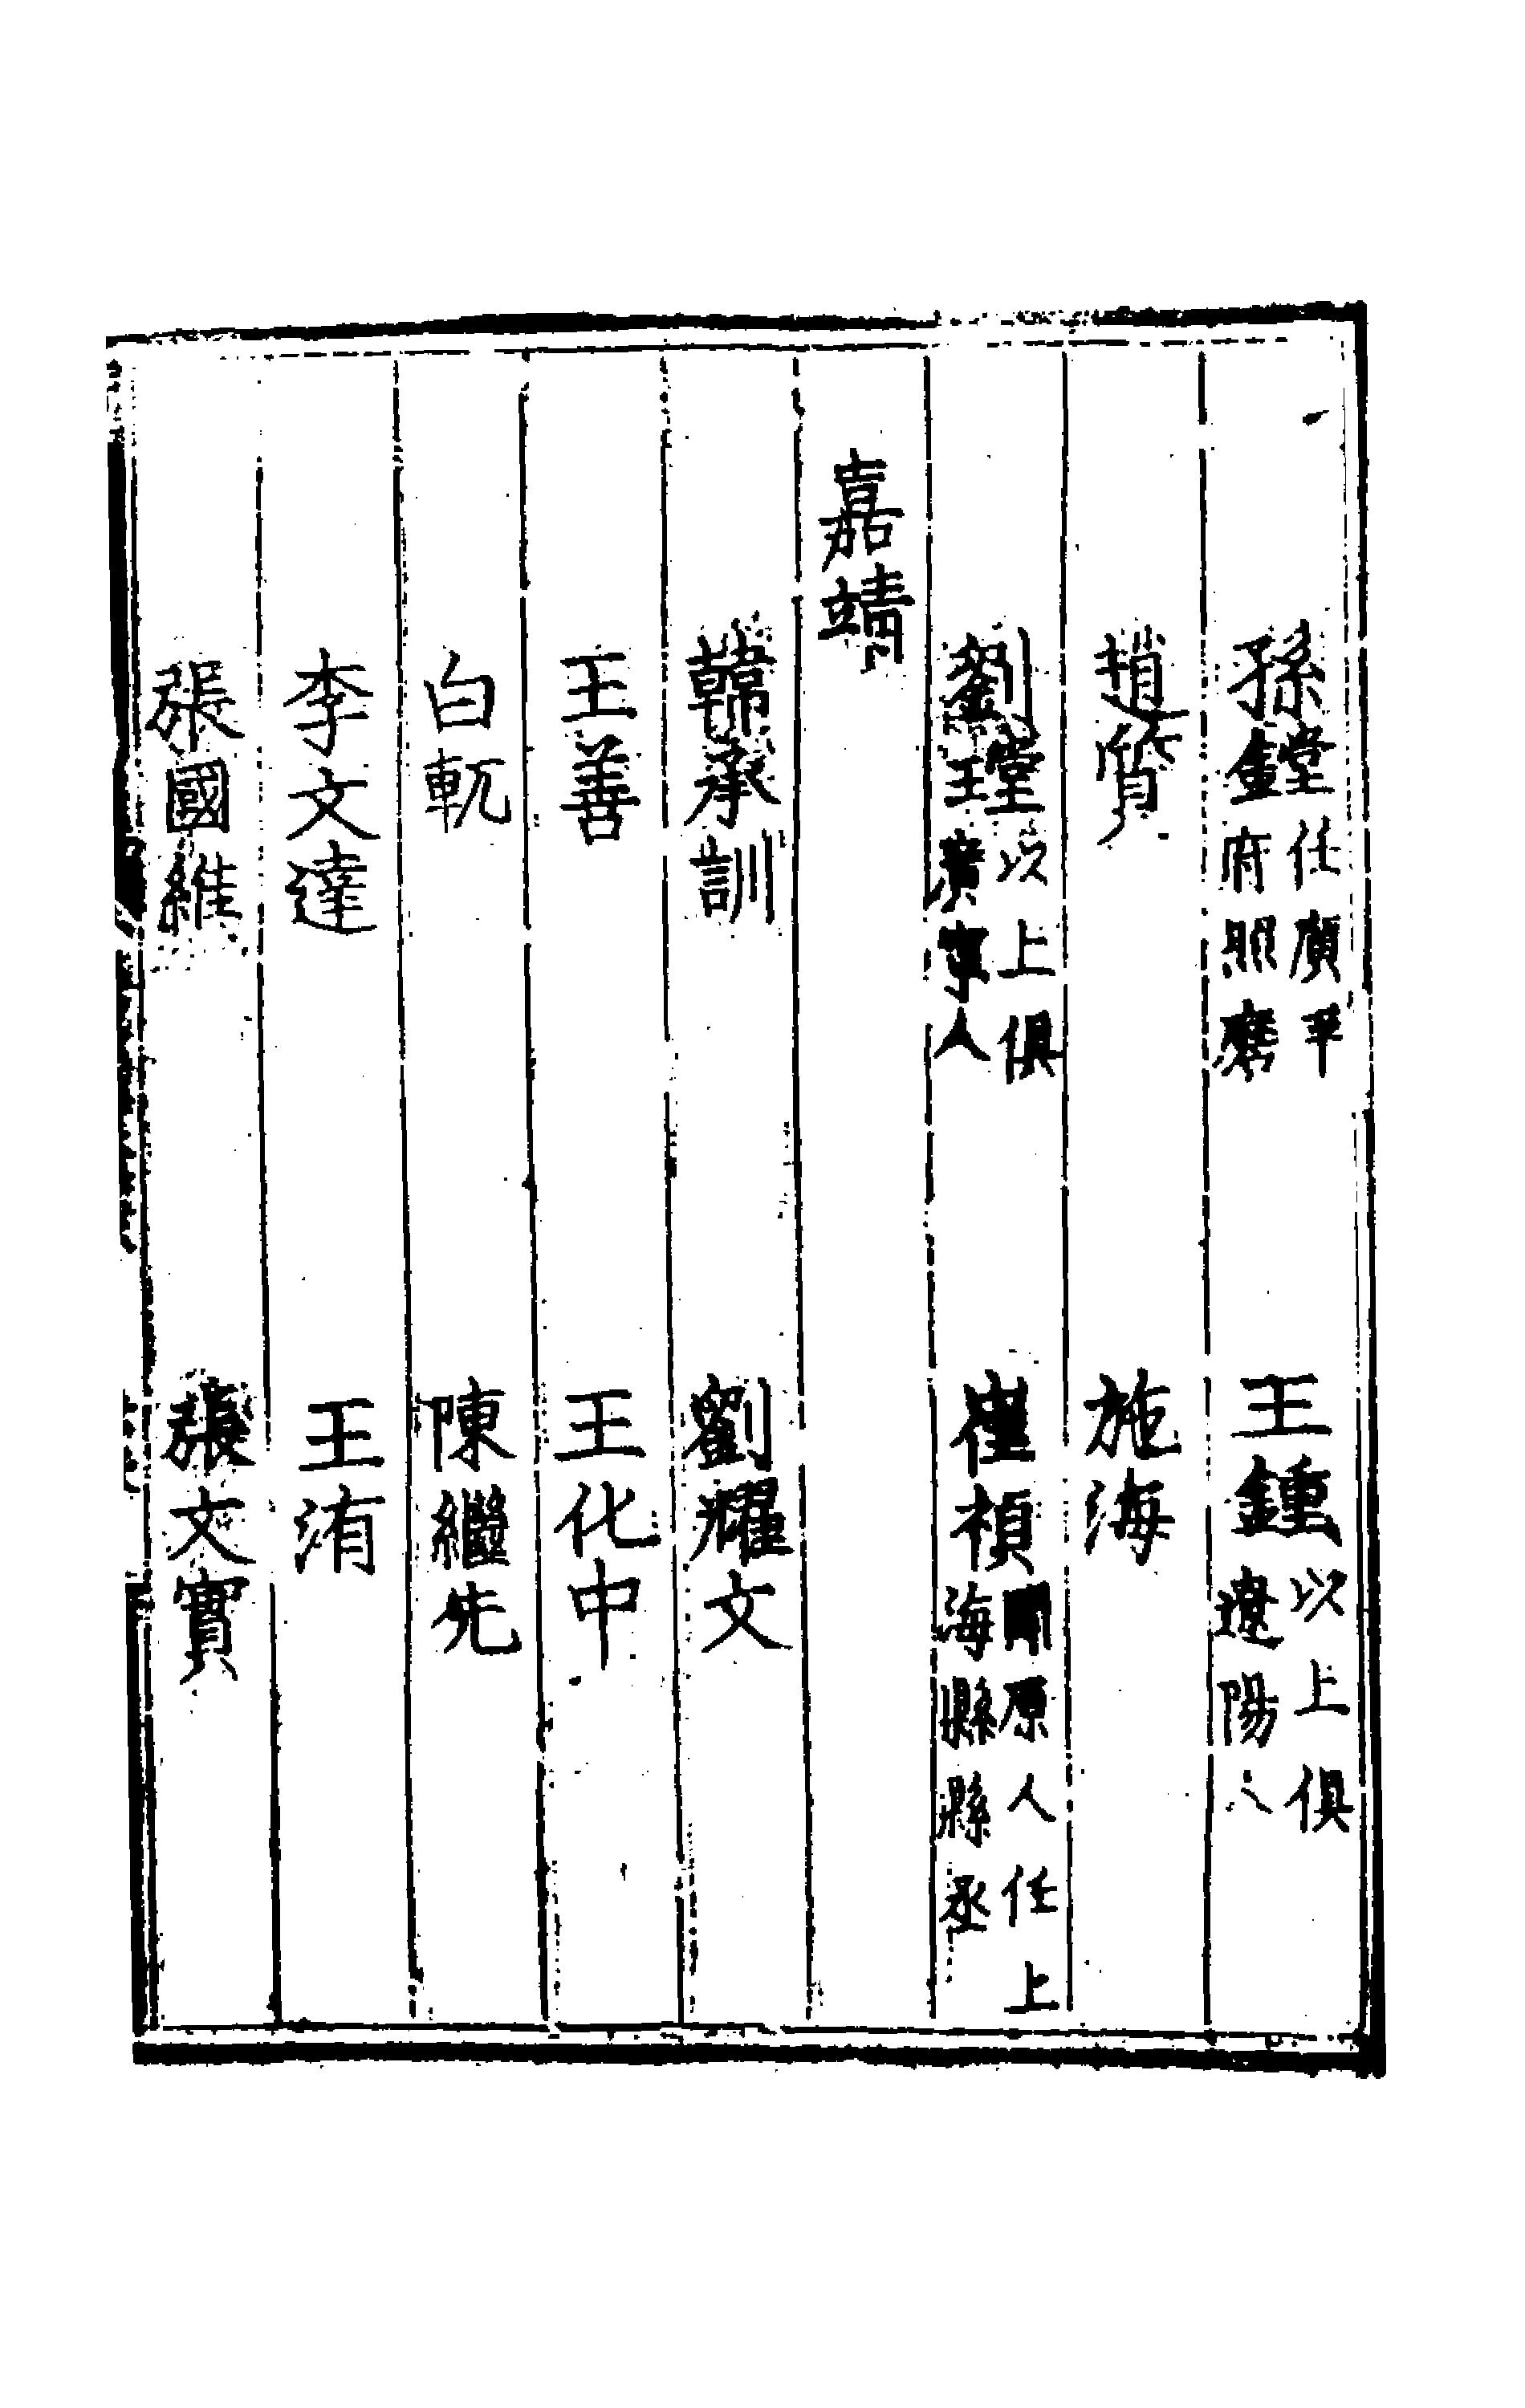 孫鏜任廣平府照磨　王鍾以上俱遼陽人
趙質　施海
劉瑝以上俱廣寧人　崔禎開原人任上海縣縣丞
嘉靖
韓承訓　劉耀文
王善　王化中
白軏　陳繼先
李文達　王洧
張國維　張文實